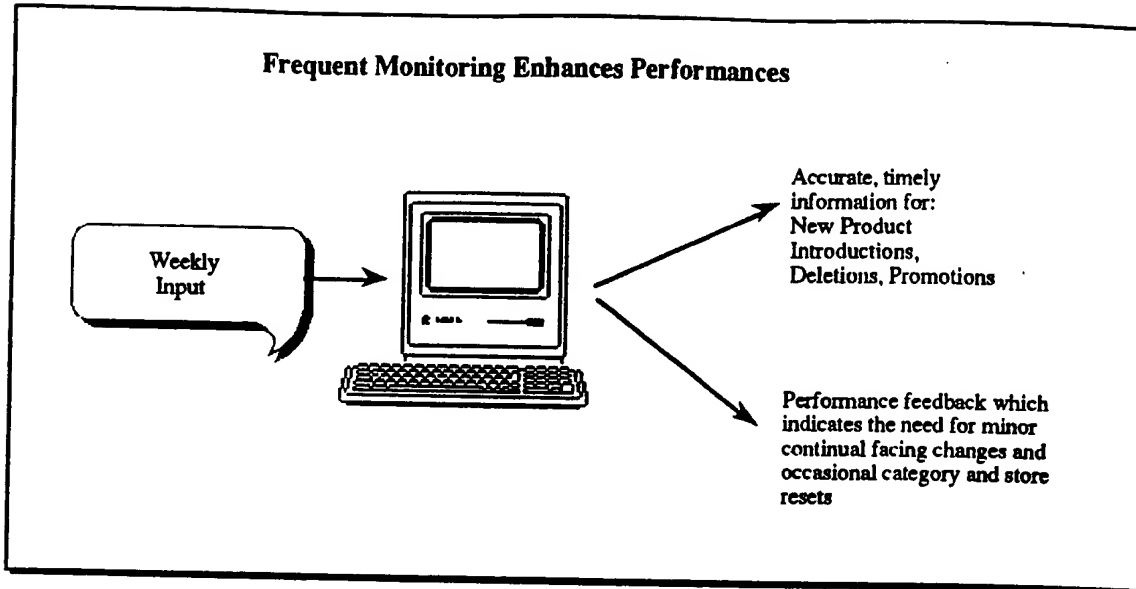 Frequent Monitoring Enhances Performances
Weekly
Input
Accurate, timely
information for:
New Product
Introductions,
Deletions, Promotions
Performance feedback which
indicates the need for minor
continual facing changes and
occasional category and store
resets